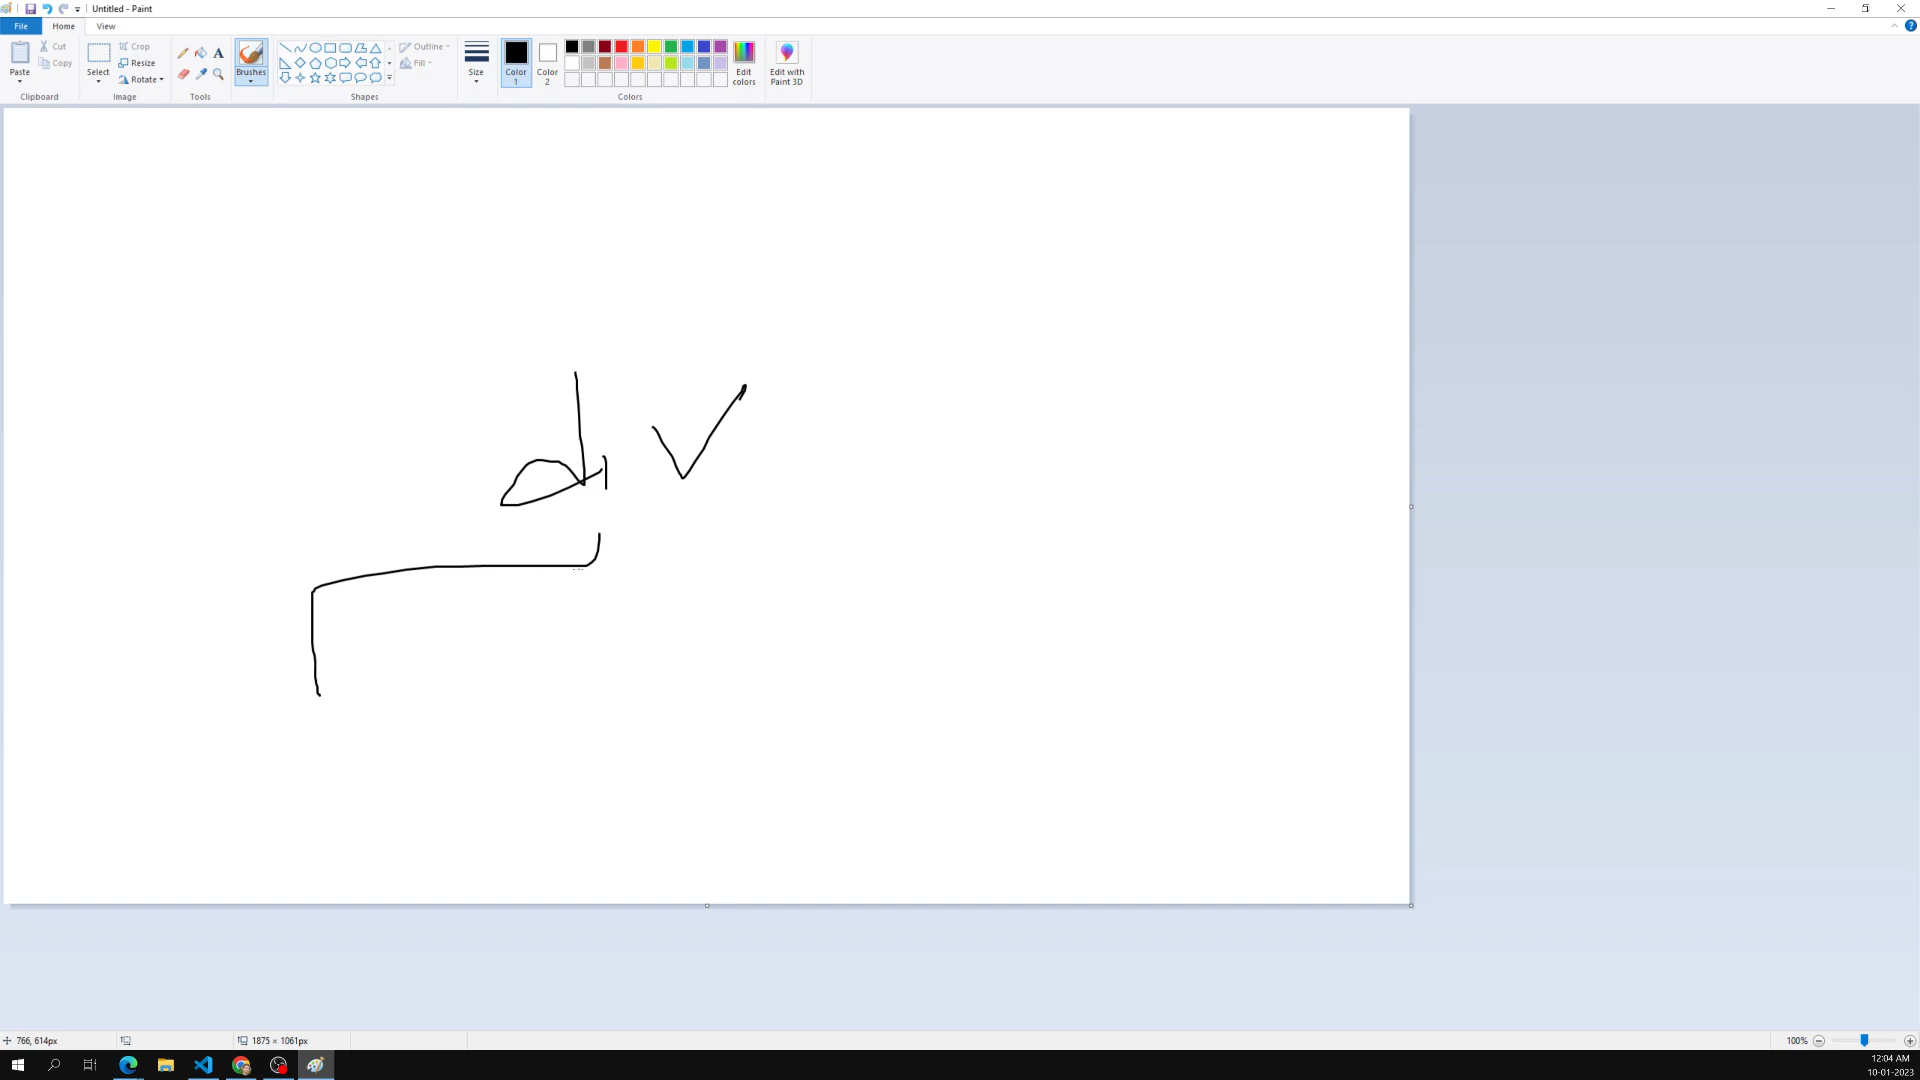 Untitled - Paint
File Home View
Paste
Cut
Copy
Clipboard
Select
Crop
Resize
Rotate
Image
Tools
Brushes
Shapes
Outline
Fill
Size
Color
1
Color
2
Edit
colors
Colors
Edit with
Paint 3D
div
766, 614px
1875 × 1061px
100%
12:04 AM
10-01-2023